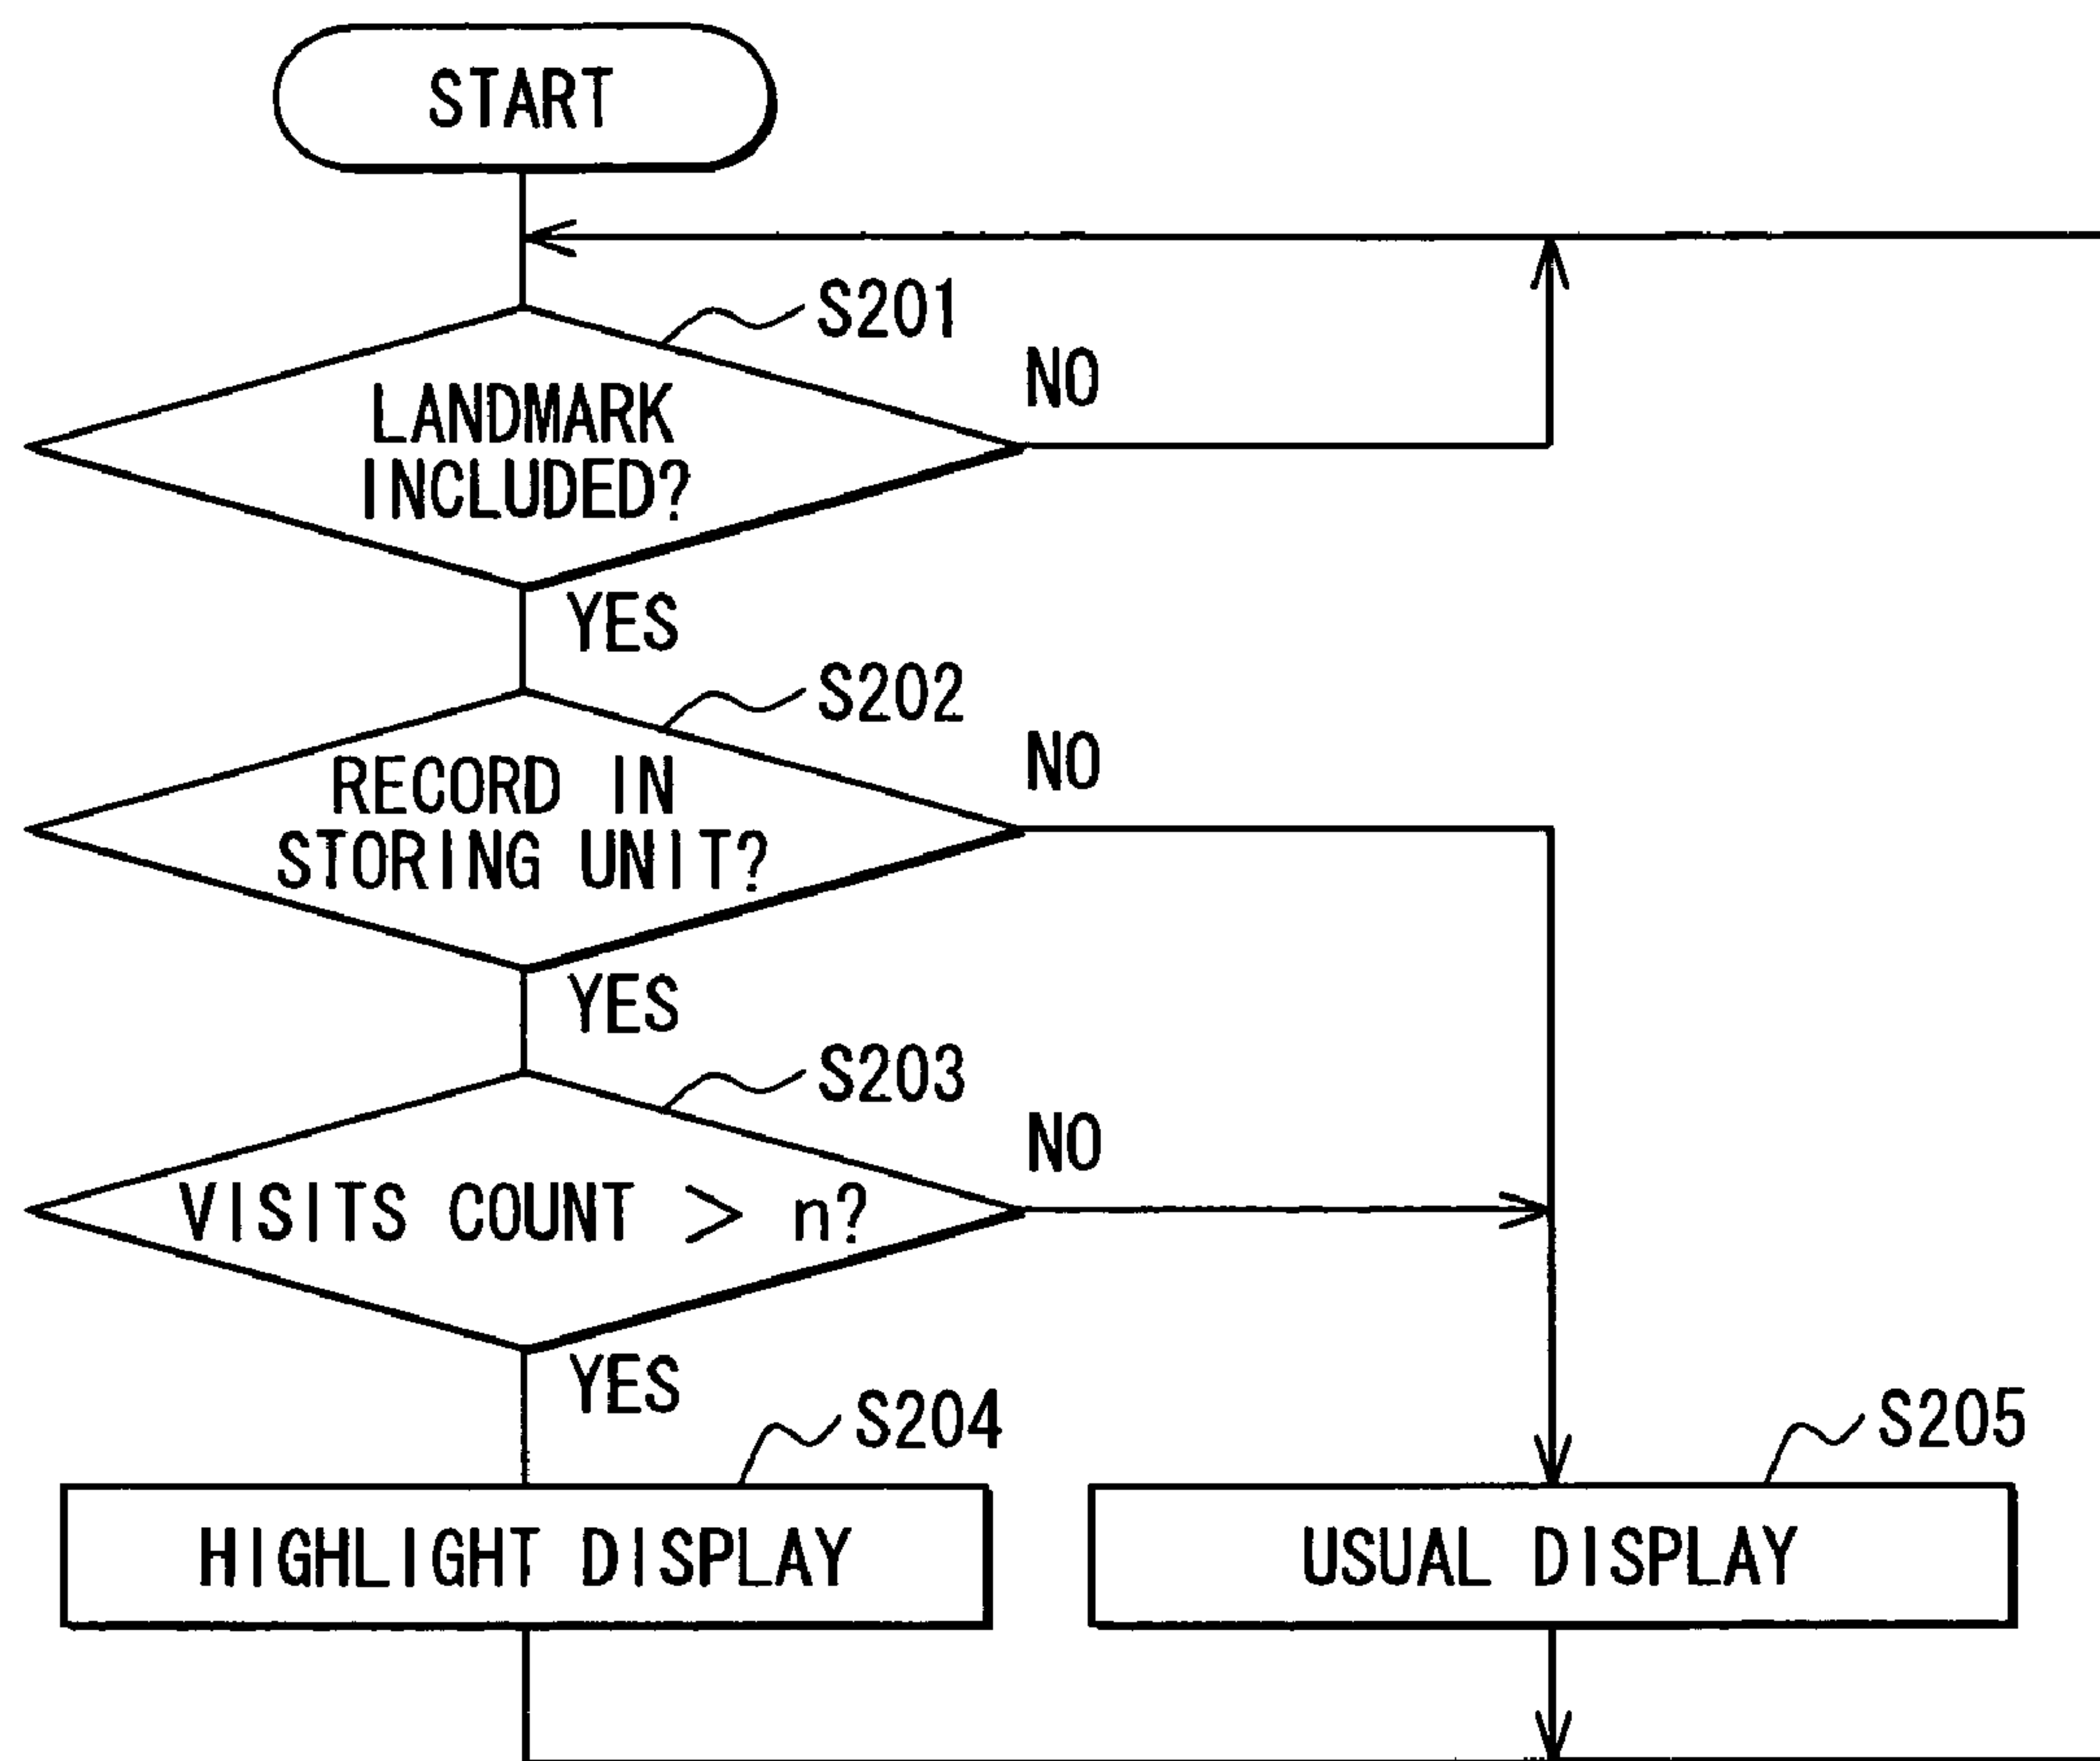 START
S201
NO
LANDMARK
INCLUDED?
YES
S202
NO
RECORD IN
STORING UNIT?
YES
S203
NO
VISITS COUNT > n?
YES
S204
S205
HIGHLIGHT DISPLAY
USUAL DISPLAY